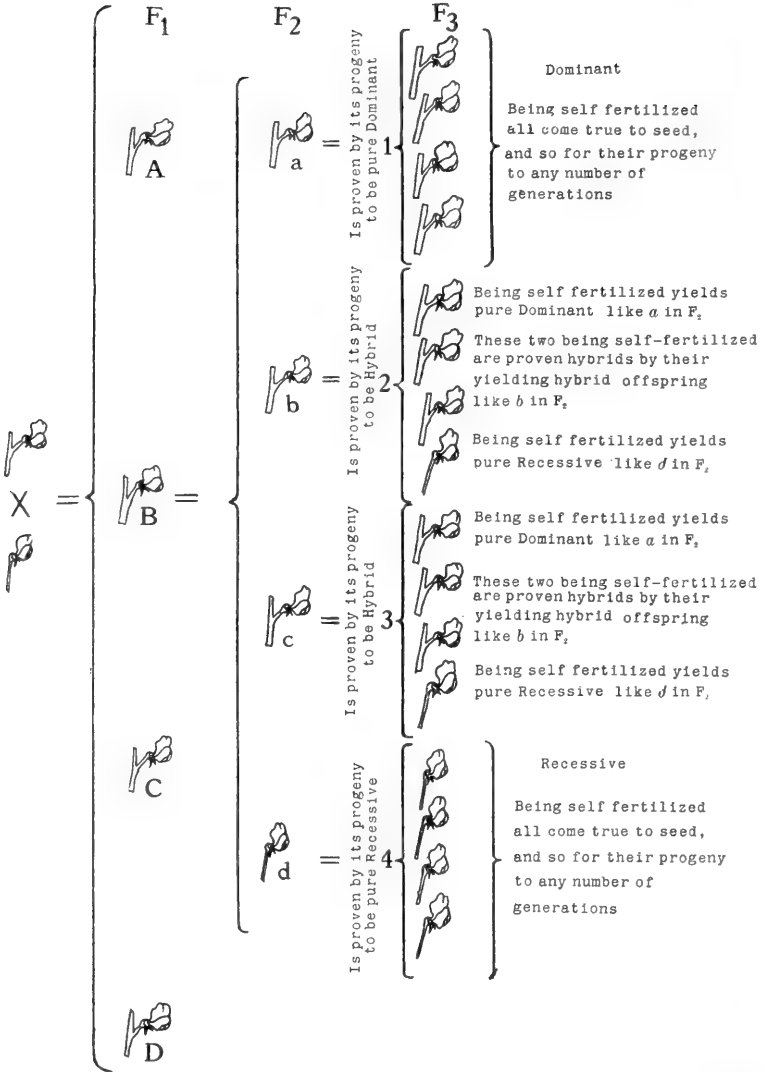 F₁ F₂ F₃
A
B
C
D
X
=
=
a =
b =
c =
d =
Is proven by its progeny
to be pure Dominant
1
Dominant
Being self fertilized
all come true to seed,
and so for their progeny
to any number of
generations
Is proven by its progeny
to be Hybrid
2
Being self fertilized yields
pure Dominant like a in F₂
These two being self-fertilized
are proven hybrids by their
yielding hybrid offspring
like b in F₂
Being self fertilized yields
pure Recessive like d in F₂
Is proven by its progeny
to be Hybrid
3
Being self fertilized yields
pure Dominant like a in F₂
These two being self-fertilized
are proven hybrids by their
yielding hybrid offspring
like b in F₂
Being self fertilized yields
pure Recessive like d in F
Is proven by its progeny
to be pure Recessive
4
Recessive
Being self fertilized
all come true to seed,
and so for their progeny
to any number of
generations